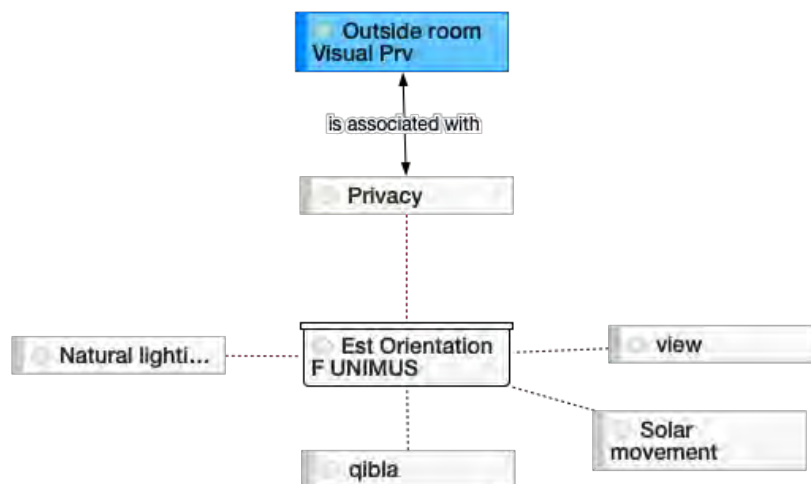 Outside room
Visual Prv
is associated with
Privacy
Est Orientation
F UNIMUS
Natural lighti...
view
Solar
movement
qibla